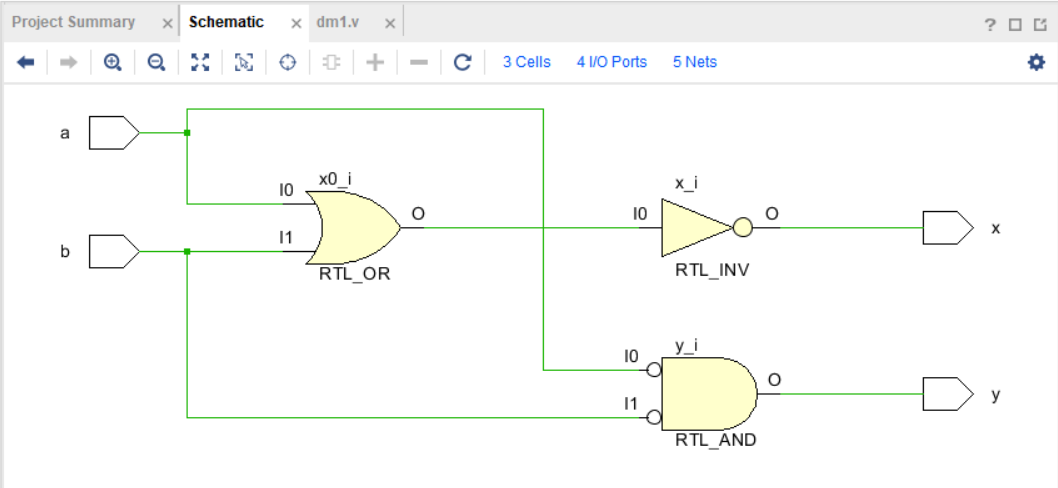 Project Summary × Schematic × dm1.v ×
3 Cells 4 I/O Ports 5 Nets
a
x0_i
x_i
I0
O
I0
O
I1
x
b
RTL_OR
RTL_INV
y_i
I0
O
I1
y
RTL_AND